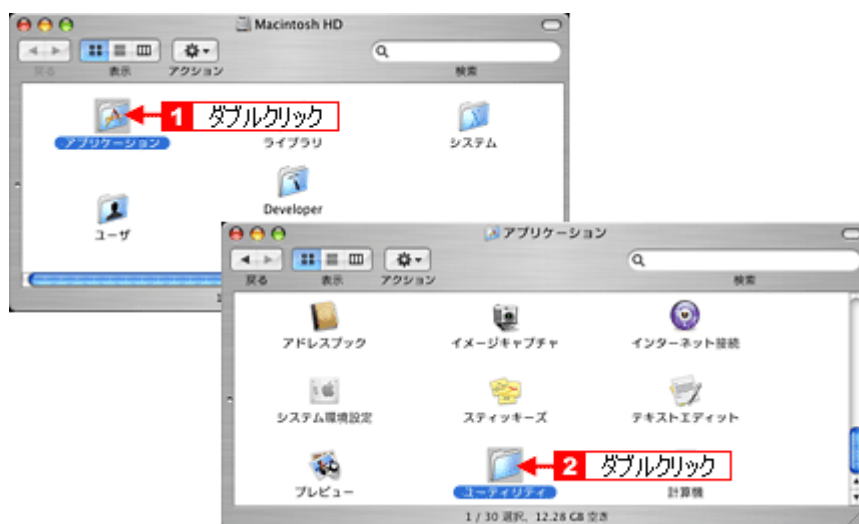 Macintosh HD
戻る 表示 アクション 検索
1 ダブルクリック
アプリケーション ライブラリ システム
ユーザ Developer
アプリケーション
戻る 表示 アクション 検索
アドレスブック イメージキャプチャ インターネット接続
システム環境設定 スティッキーズ テキストエディット
2 ダブルクリック
プレビュー ユーティリティ 計算機
1 / 30 選択、12.28 GB 空き